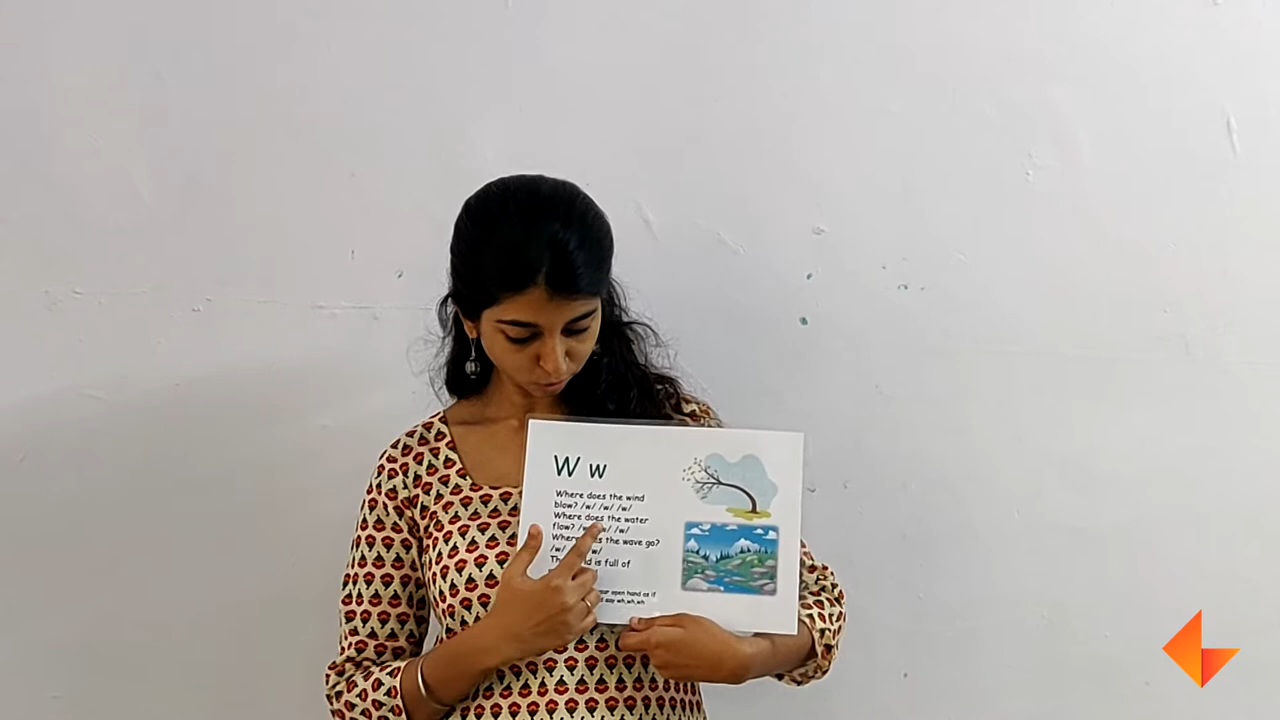 W w
Where does the wind
blow? /w/ /w/ /w/
Where does the water
flow? /w/
the wave go?
/w/
is full of
open hand as if
say wh,wh,wh